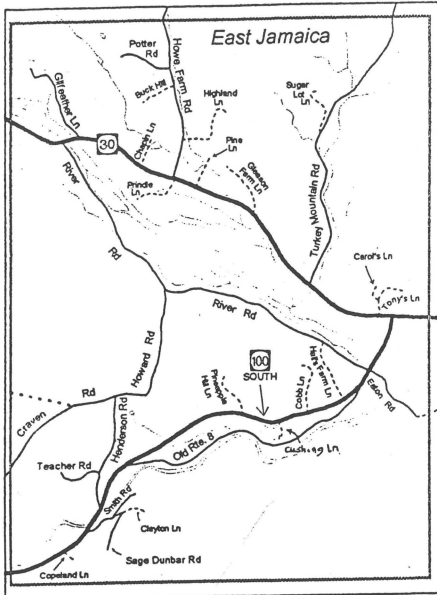 East Jamaica
Potter
Rd
Howe Farm Rd
Gilfeather Ln
Buck Hill
Highland
Ln
Sugar
Lot
Ln
30
Chapin Ln
Pine
Ln
Prindle
Ln
Gleason
Farm Ln
Turkey Mountain Rd
River
Rd
Carol's Ln
Tony's Ln
River Rd
Howard Rd
100
SOUTH
Pineapple
Hill Ln
Cobb Ln
Hall's Farm Ln
Eaton Rd
Craven
Rd
Henderson Rd
Old Rte. 8
Cushing Ln
Teacher Rd
Smith Rd
Clayton Ln
Sage Dunbar Rd
Copeland Ln